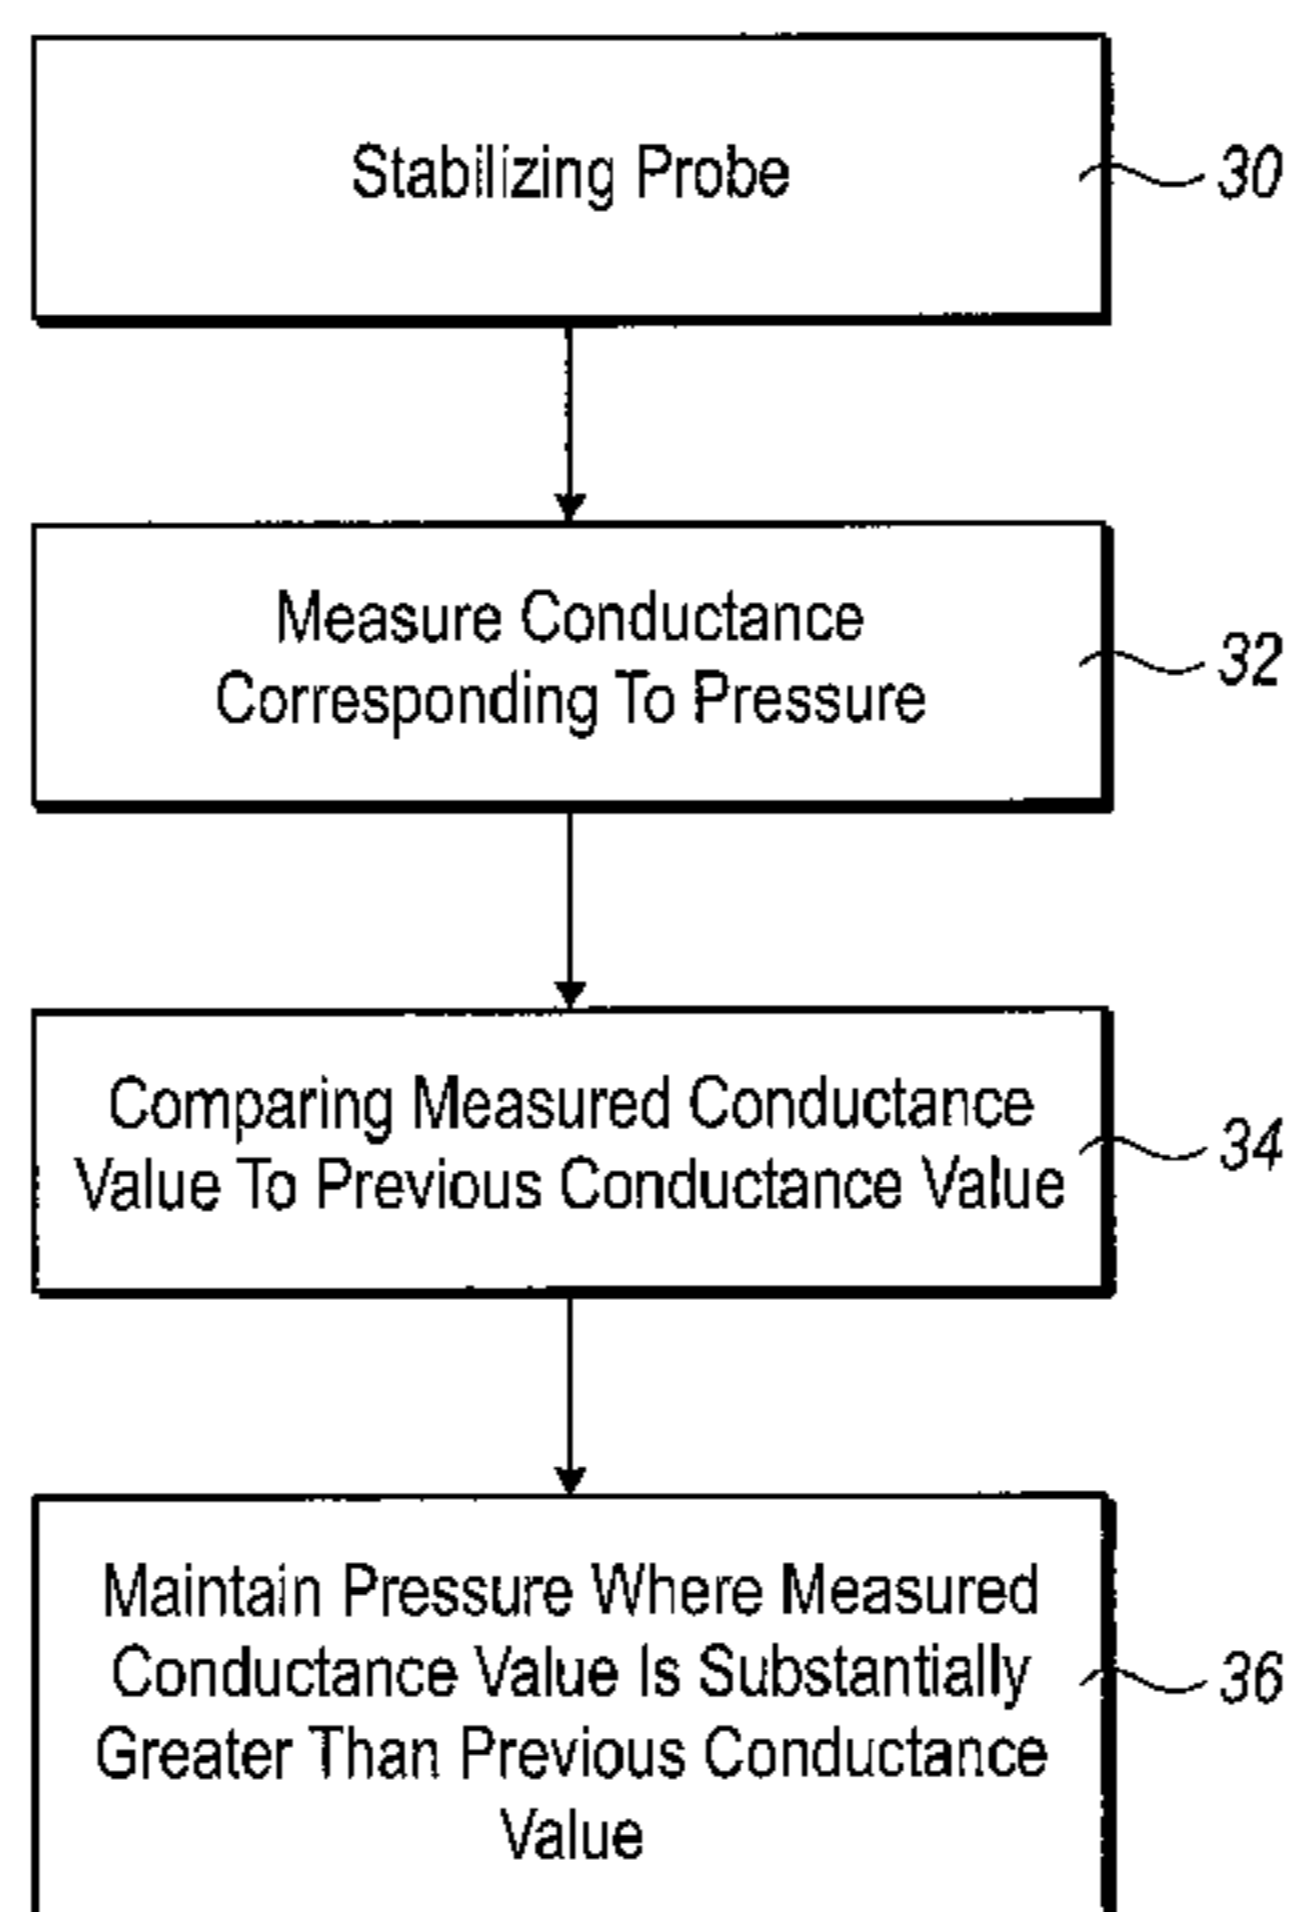 Stabilizing Probe
30
Measure Conductance
Corresponding To Pressure
32
Comparing Measured Conductance
Value To Previous Conductance Value
34
Maintain Pressure Where Measured
Conductance Value Is Substantially
Greater Than Previous Conductance
Value
36